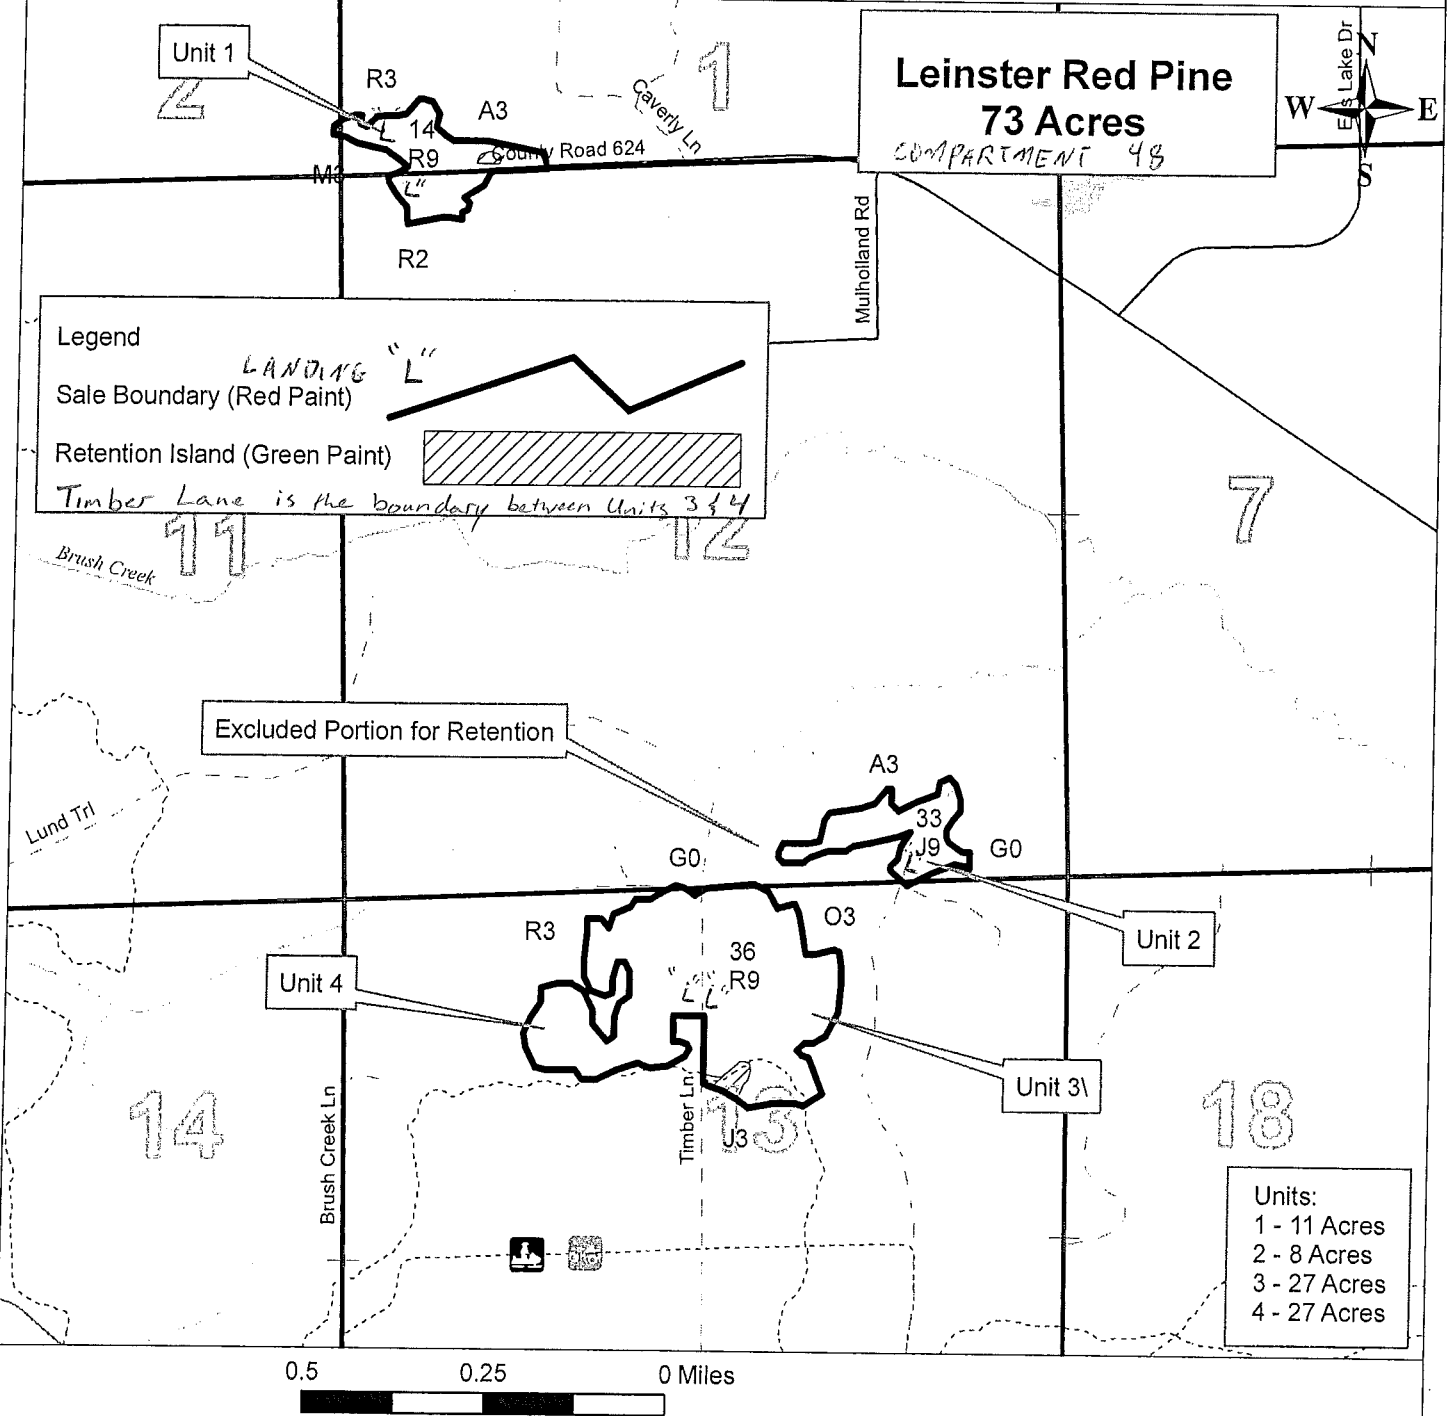 Unit 1
2
R3
1
A3
14
R9
Caverly Ln
County Road 624
"L"
R2
Leinster Red Pine
73 Acres
COMPARTMENT 48
N
W
E
S
Mulholland Rd
Legend
LANDING "L"
Sale Boundary (Red Paint)
Retention Island (Green Paint)
Timber Lane is the boundary between Units 3 & 4
11
12
7
Brush Creek
Excluded Portion for Retention
Lund Trl
A3
33
J9
G0
G0
R3
O3
36
R9
Unit 2
Unit 4
Unit 3\
14
13
18
Brush Creek Ln
Timber Ln
J3
Units:
1 - 11 Acres
2 - 8 Acres
3 - 27 Acres
4 - 27 Acres
0.5 0.25 0 Miles